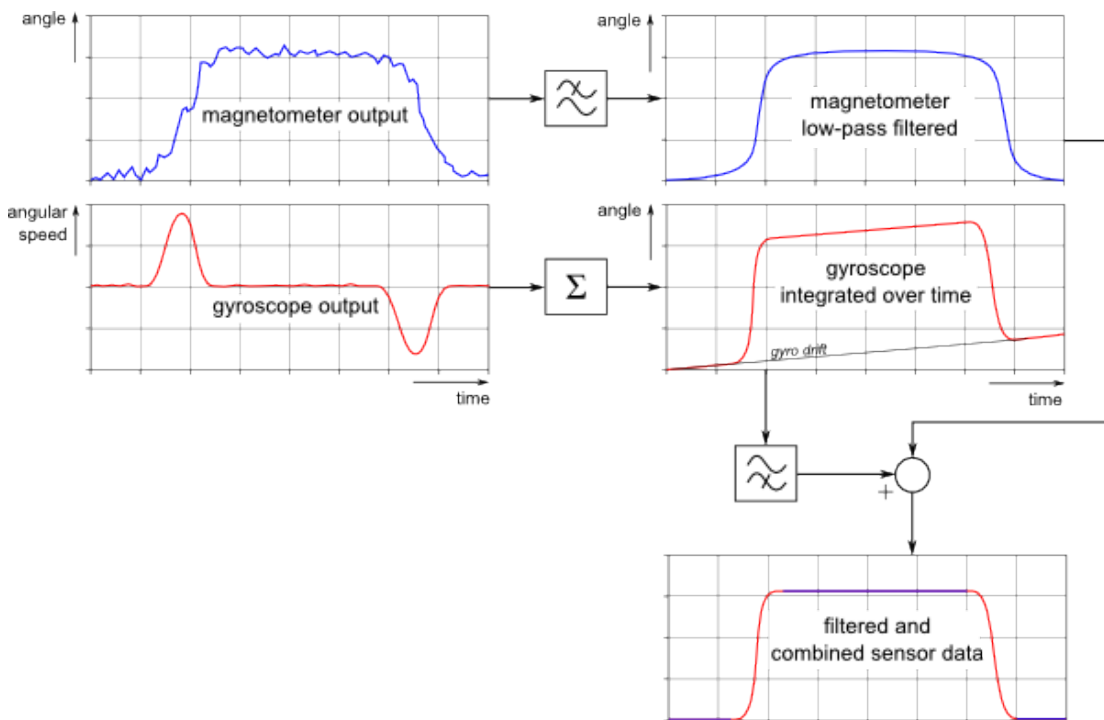 angle
magnetometer output
angle
magnetometer
low-pass filtered
angular
speed
gyroscope output
time
Σ
angle
gyroscope
integrated over time
gyro drift
time
+
filtered and
combined sensor data